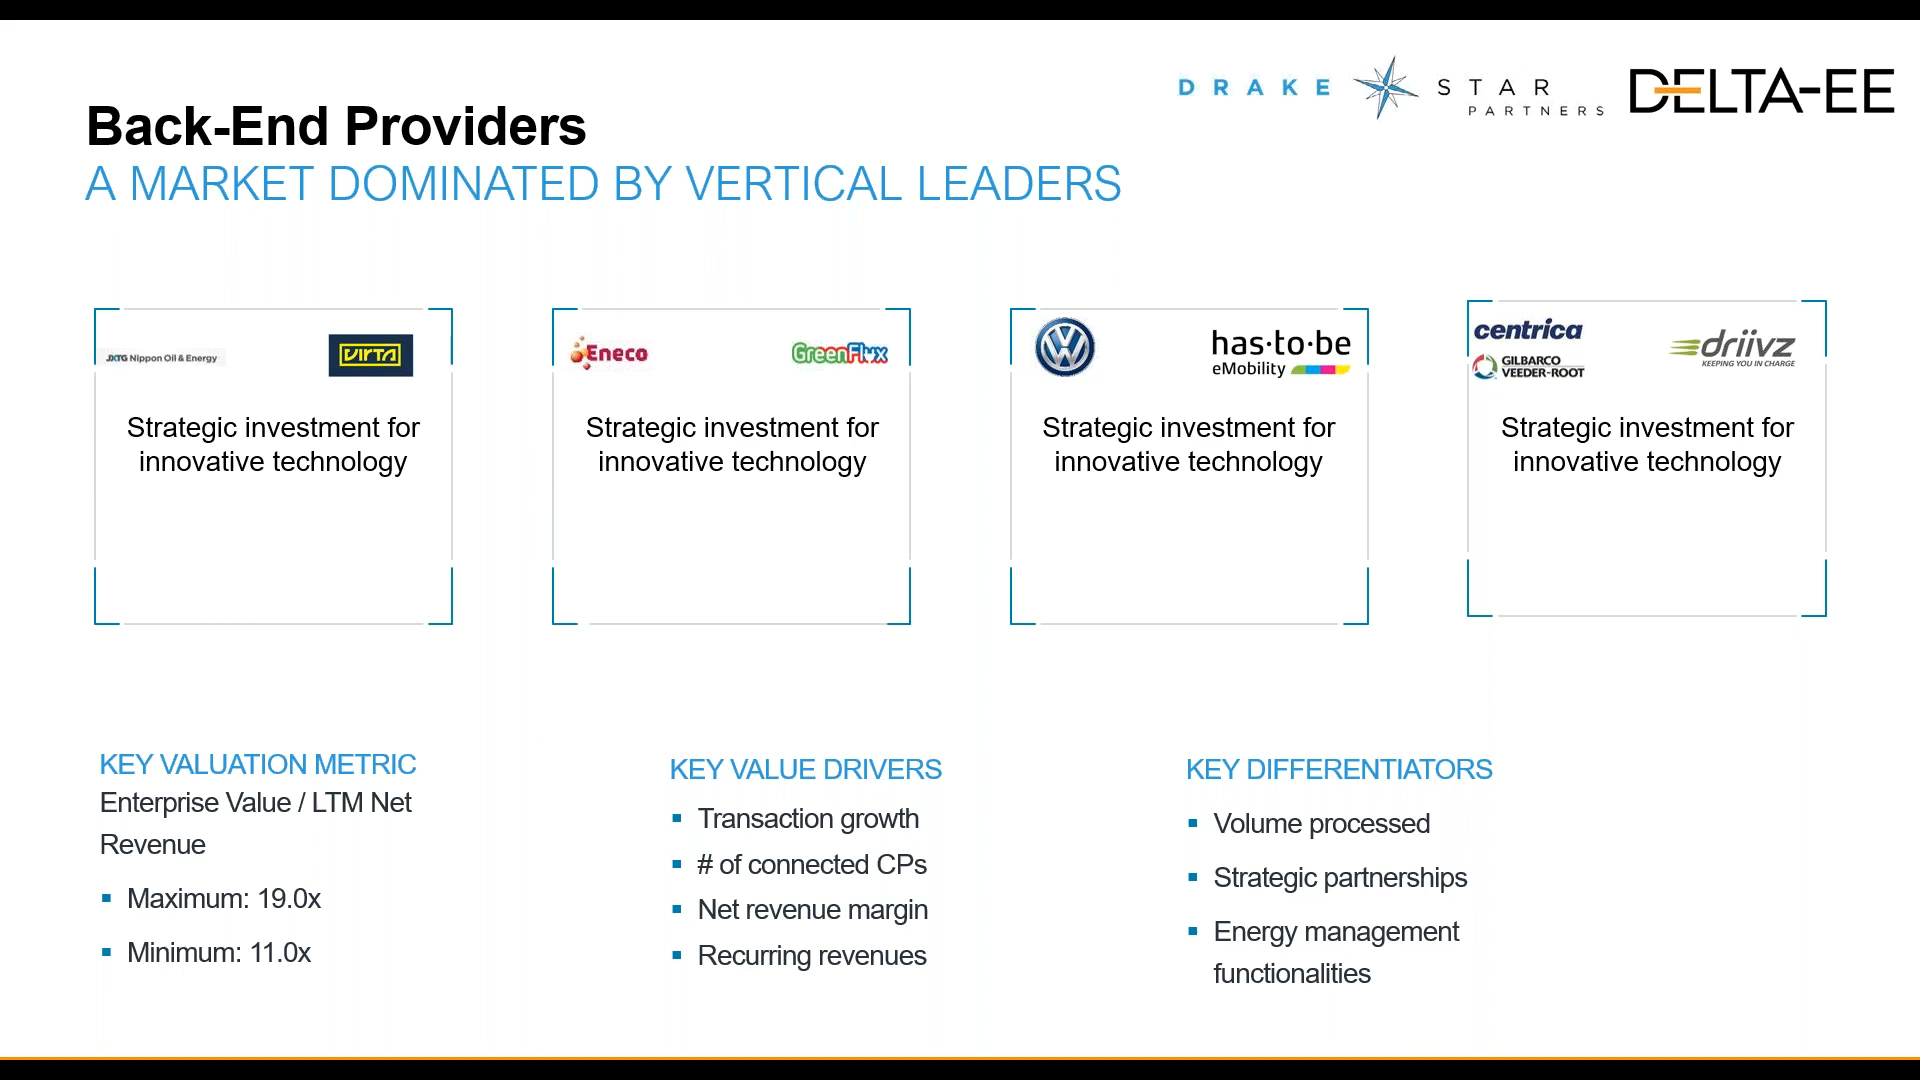 DRAKE STAR
PARTNERS
DELTA-EE
Back-End Providers
A MARKET DOMINATED BY VERTICAL LEADERS
JXTG Nippon Oil & Energy
VIRTA
Strategic investment for
innovative technology
Eneco
GreenFlux
Strategic investment for
innovative technology
has·to·be
eMobility
Strategic investment for
innovative technology
centrica
GILBARCO
VEEDER-ROOT
driivz
KEEPING YOU IN CHARGE
Strategic investment for
innovative technology
KEY VALUATION METRIC
Enterprise Value / LTM Net
Revenue
▪ Maximum: 19.0x
▪ Minimum: 11.0x
KEY VALUE DRIVERS
▪ Transaction growth
▪ # of connected CPs
▪ Net revenue margin
▪ Recurring revenues
KEY DIFFERENTIATORS
▪ Volume processed
▪ Strategic partnerships
▪ Energy management
functionalities